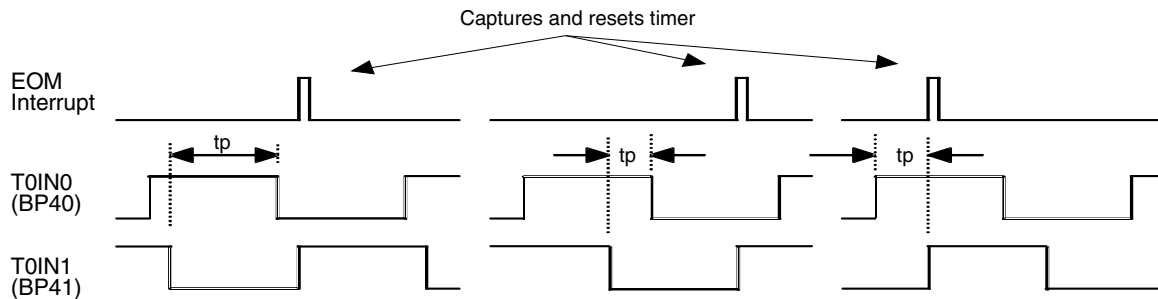 Captures and resets timer
EOM
Interrupt
tp
tp
tp
T0IN0
(BP40)
T0IN1
(BP41)